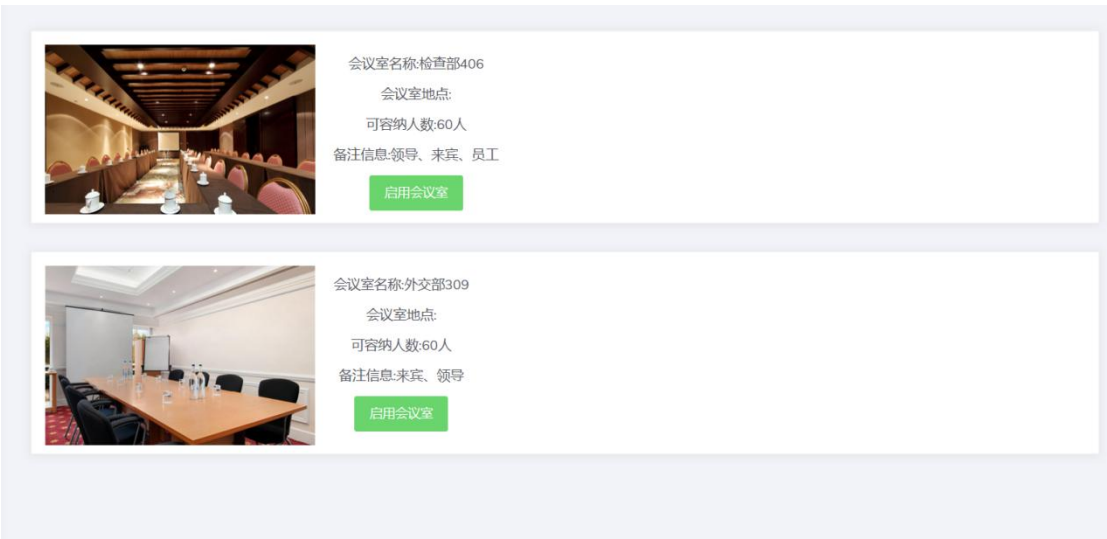 会议室名称:检查部406
会议室地点:
可容纳人数:60人
备注信息:领导、来宾、员工
启用会议室
会议室名称:外交部309
会议室地点:
可容纳人数:60人
备注信息:来宾、领导
启用会议室